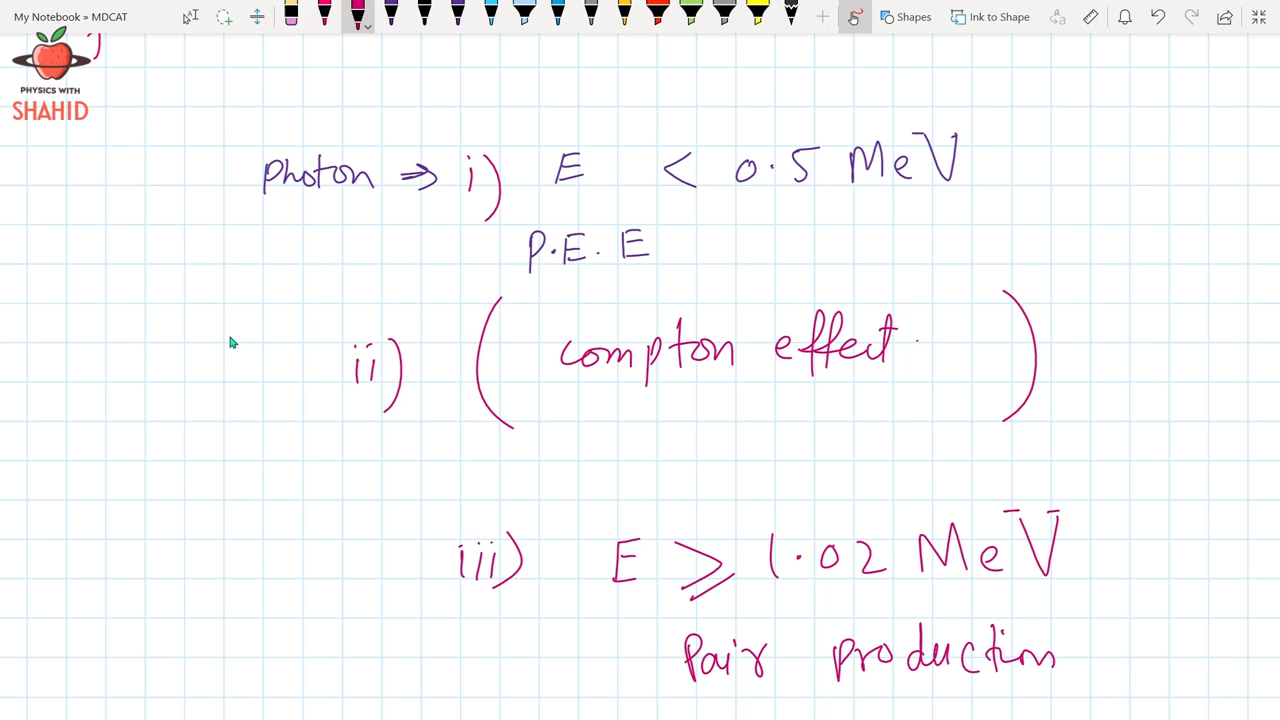 My Notebook » MDCAT
Shapes
Ink to Shape
PHYSICS WITH
SHAHID
Photon ⇒ i) E < 0.5 MeV
P.E.E
ii) ( compton effect )
iii) E ⩾ 1.02 MeV
Pair production